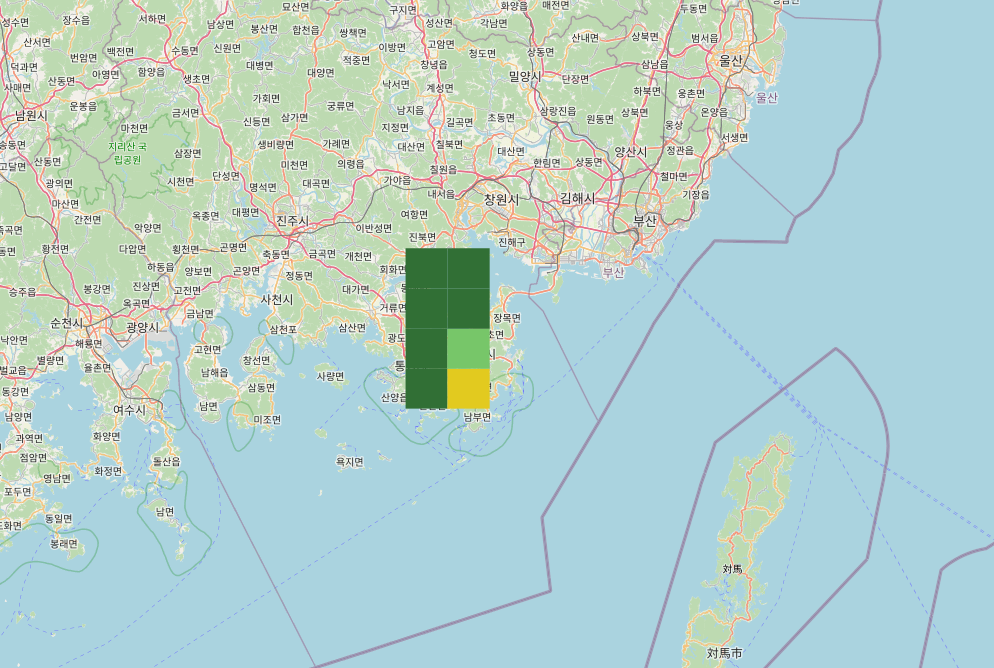 성수면
장수읍
서하면
묘산면
구지면
화양읍
매전면
두동면
남상면
합천읍
성산면
각남면
산서면
봉산면
쌍책면
고암면
산내면
상북면
범서읍
번암면
백전면
수동면
신원면
이방면
창녕읍
청도면
상동면
울산
덕과면
아영면
함양읍
대병면
적중면
밀양시
삼남읍
사매면
산동면
생초면
대양면
낙서면
계성면
단장면
하북면
웅촌면
울산
남원시
운봉읍
금서면
가회면
궁류면
남지읍
삼랑진읍
원동면
상북면
온양읍
마천면
신등면
삼가면
지정면
길곡면
초동면
웅상
송동면
지리산 국
립공원
생비량면
가례면
대산면
칠북면
대산면
양산시
정관읍
서생면
고달면
산동면
삼장면
미천면
의령읍
칠원읍
한림면
상동면
철마면
광의면
시천면
단성면
명석면
대곡면
가야읍
내서읍
창원시
김해시
기장읍
마산면
간전면
옥종면
대평면
진주시
여항면
부산
악양면
이반성면
진북면
진해구
황전면
다압면
횡천면
곤명면
축동면
금곡면
개천면
하동읍
양보면
곤양면
정동면
회화면
부산
승주읍
봉강면
진상면
고전면
사천시
대가면
옥곡면
거류면
장목면
순천시
광양시
금남면
삼천포
삼산면
낙안면
해룡면
고현면
별량면
율촌면
창선면
사량면
벌교읍
남해읍
삼동면
산양읍
동강면
여수시
남면
미조면
남부면
남양면
과역면
화양면
점암면
돌산읍
욕지면
영남면
화정면
포두면
남면
동일면
도화면
봉래면
対馬
対馬市